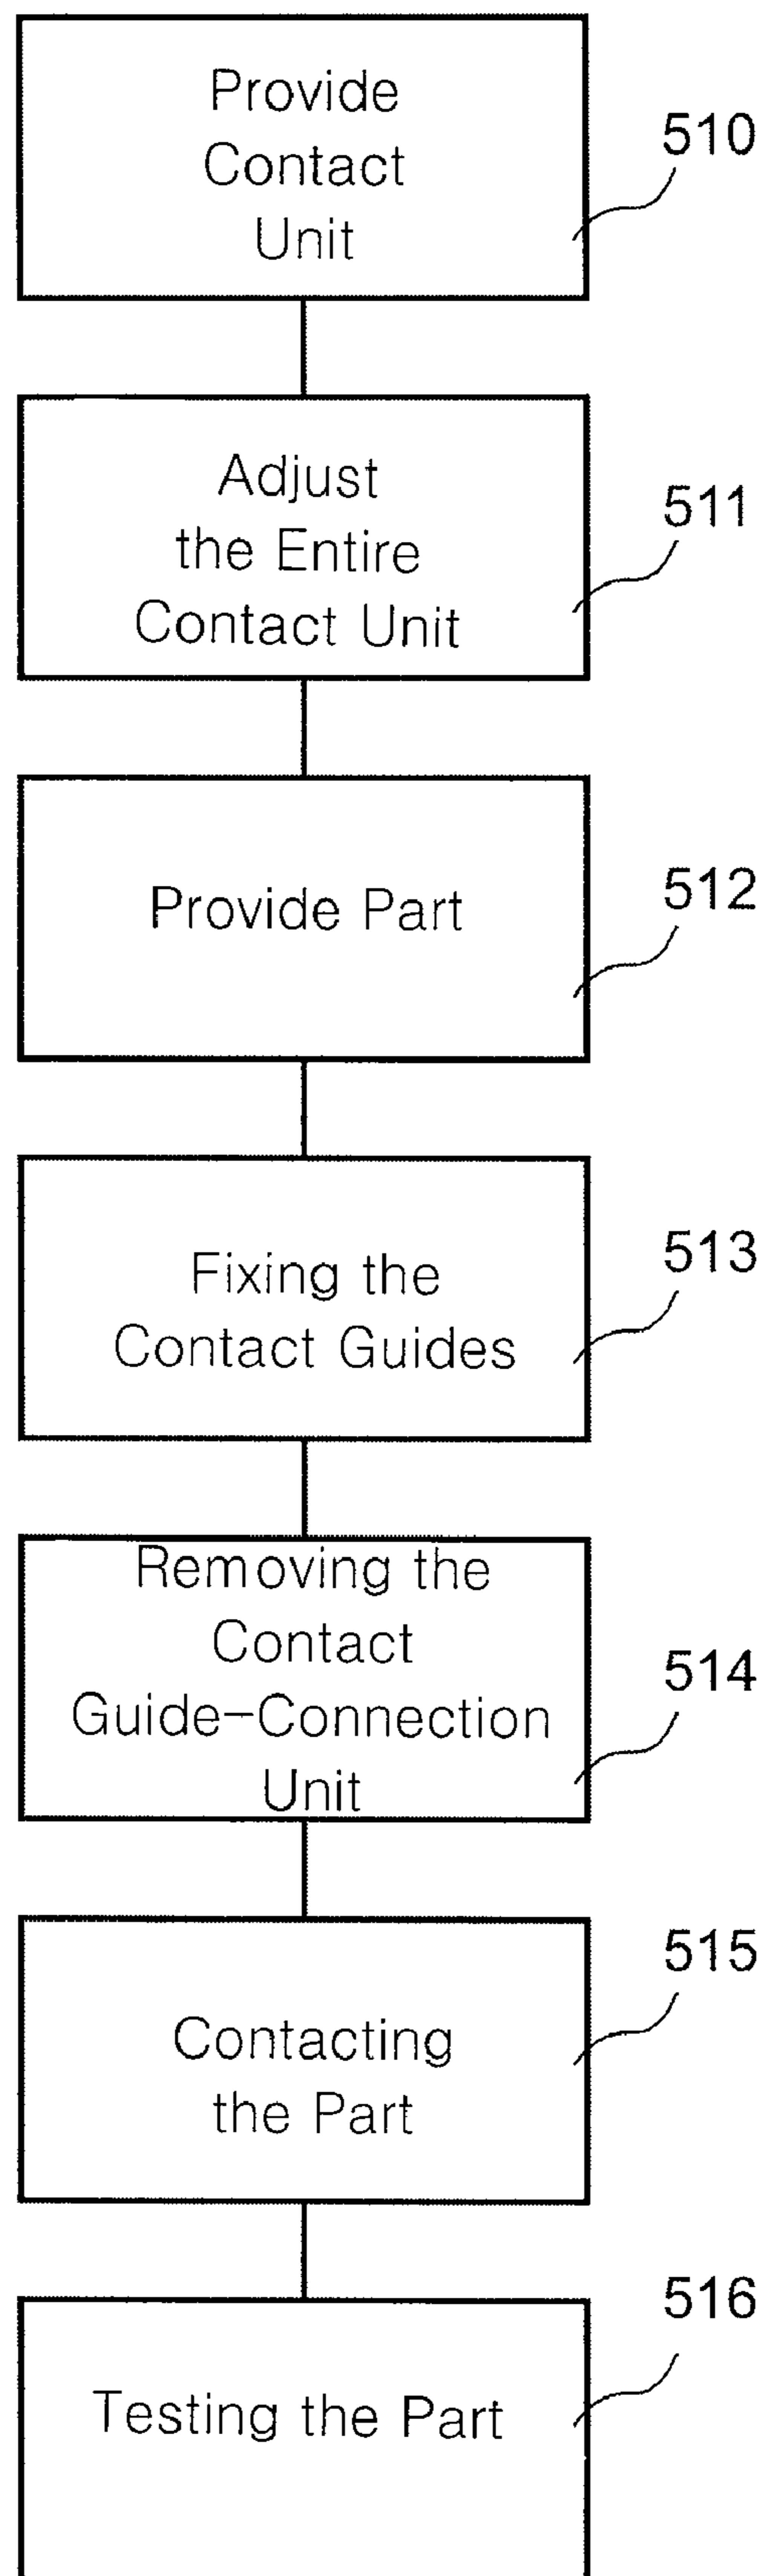 Provide
Contact
Unit
510
Adjust
the Entire
Contact Unit
511
Provide Part
512
Fixing the
Contact Guides
513
Removing the
Contact
Guide-Connection
Unit
514
Contacting
the Part
515
Testing the Part
516